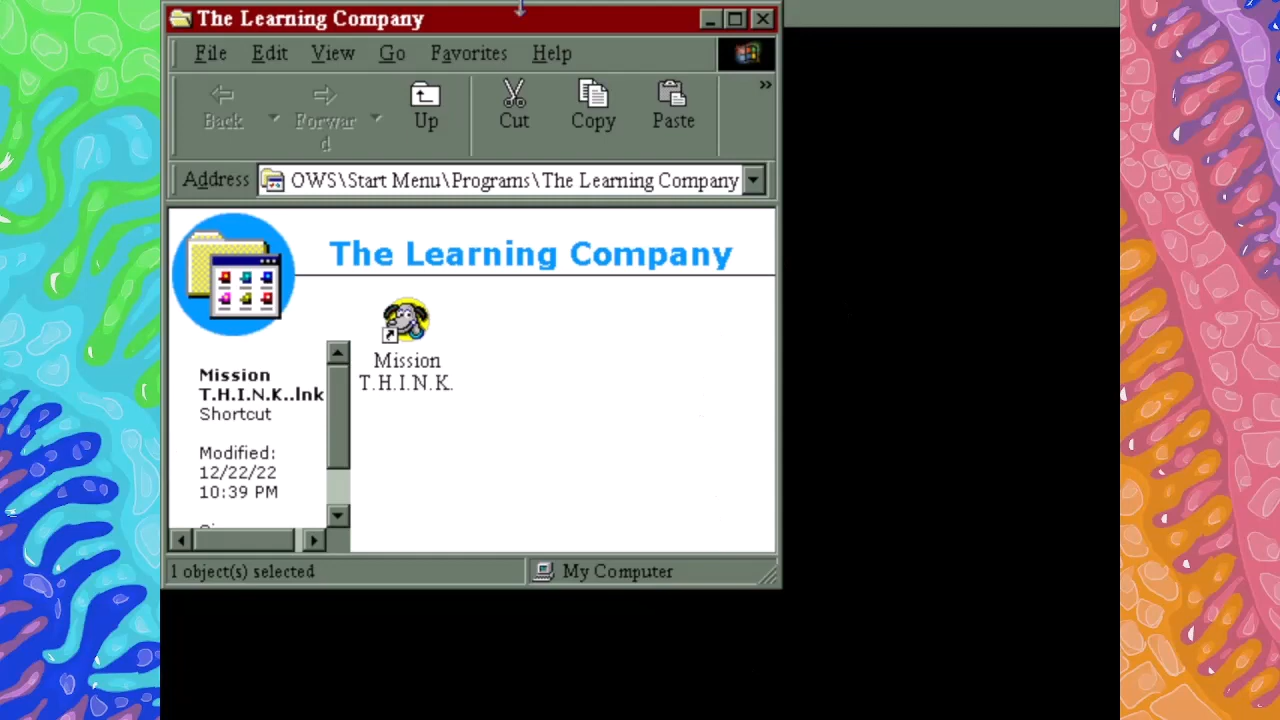 The Learning Company
File Edit View Go Favorites Help
Back Forwar
d Up Cut Copy Paste »
Address OWS\Start Menu\Programs\The Learning Company
The Learning Company
Mission
T.H.I.N.K.
Mission
T.H.I.N.K..lnk
Shortcut
Modified:
12/22/22
10:39 PM
1 object(s) selected My Computer